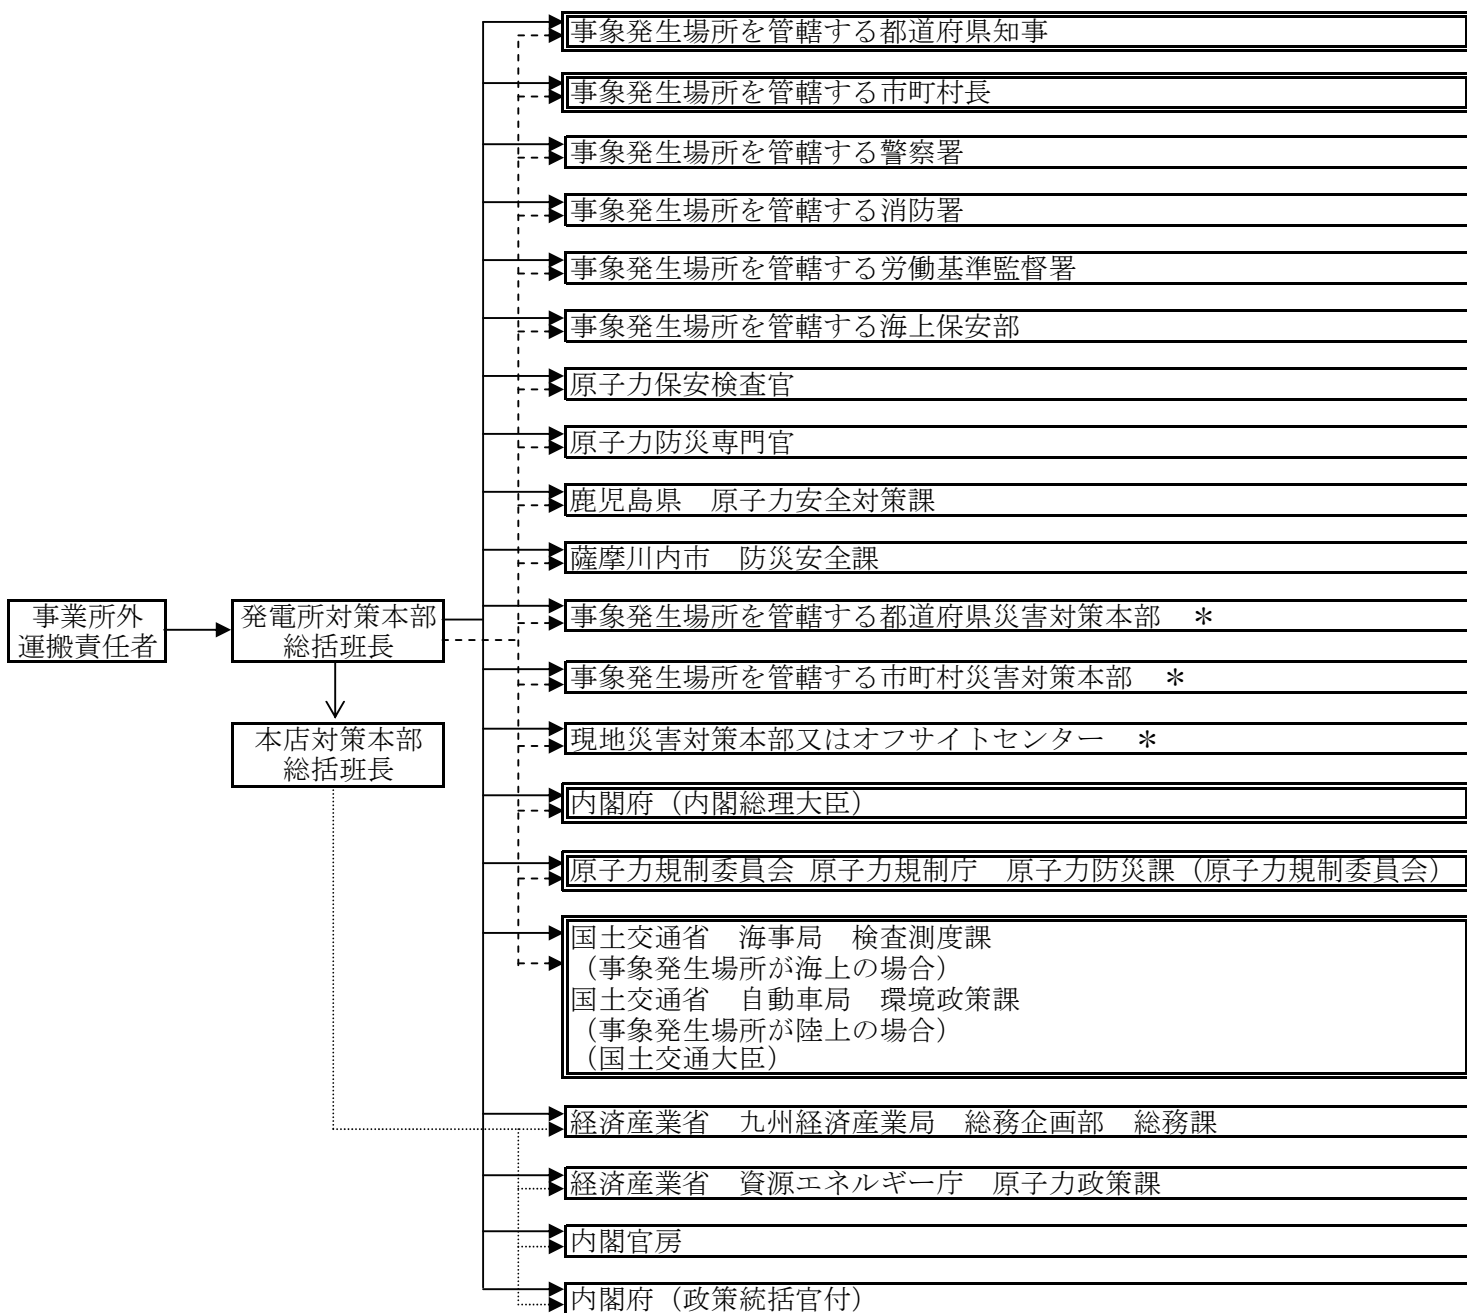 事象発生場所を管轄する都道府県知事
事象発生場所を管轄する市町村長
事象発生場所を管轄する警察署
事象発生場所を管轄する消防署
事象発生場所を管轄する労働基準監督署
事象発生場所を管轄する海上保安部
原子力保安検査官
原子力防災専門官
鹿児島県　原子力安全対策課
薩摩川内市　防災安全課
事業所外
運搬責任者
発電所対策本部
総括班長
本店対策本部
総括班長
事象発生場所を管轄する都道府県災害対策本部　＊
事象発生場所を管轄する市町村災害対策本部　＊
現地災害対策本部又はオフサイトセンター　＊
内閣府（内閣総理大臣）
原子力規制委員会 原子力規制庁　原子力防災課（原子力規制委員会）
国土交通省　海事局　検査測度課
（事象発生場所が海上の場合）
国土交通省　自動車局　環境政策課
（事象発生場所が陸上の場合）
（国土交通大臣）
経済産業省　九州経済産業局　総務企画部　総務課
経済産業省　資源エネルギー庁　原子力政策課
内閣官房
内閣府（政策統括官付）